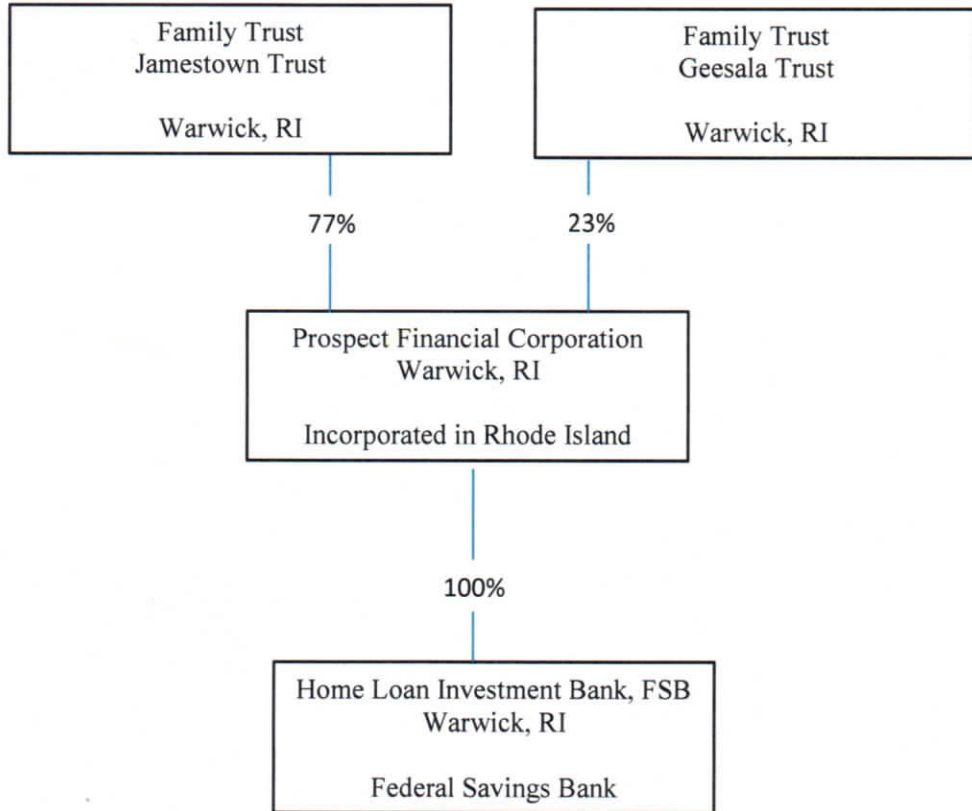 Family Trust
Jamestown Trust
Warwick, RI
Family Trust
Geesala Trust
Warwick, RI
77%
23%
Prospect Financial Corporation
Warwick, RI
Incorporated in Rhode Island
100%
Home Loan Investment Bank, FSB
Warwick, RI
Federal Savings Bank